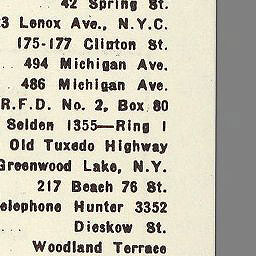 42 Spring St.
3 Lenox Ave., N.Y.C.
175-177 Clinton St.
494 Michigan Ave.
486 Michigan Ave.
R.F.D. No. 2, Box 80
Selden 1355—Ring 1
Old Tuxedo Highway
Greenwood Lake, N.Y.
217 Beach 76 St.
elephone Hunter 3352
Dieskow St.
Woodland Terrace